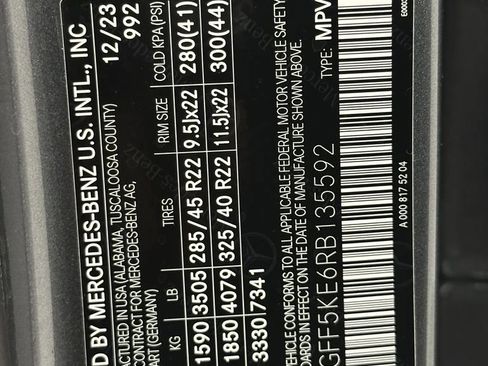 D BY MERCEDES-BENZ U.S. INTL., INC
FACTURED IN USA (ALABAMA, TUSCALOOSA COUNTY) 12/23
CONTRACT FOR MERCEDES-BENZ AG, 992
ART (GERMANY)
KG LB TIRES RIM SIZE COLD KPA(PSI)
1590 3505 285/45 R22 9.5Jx22 280(41)
1850 4079 325/40 R22 11.5Jx22 300(44)
3330 7341
VEHICLE CONFORMS TO ALL APPLICABLE FEDERAL MOTOR VEHICLE SAFETY
DARDS IN EFFECT ON THE DATE OF MANUFACTURE SHOWN ABOVE.
GFF5KE6RB135592 TYPE: MPV
A 000 817 52 04